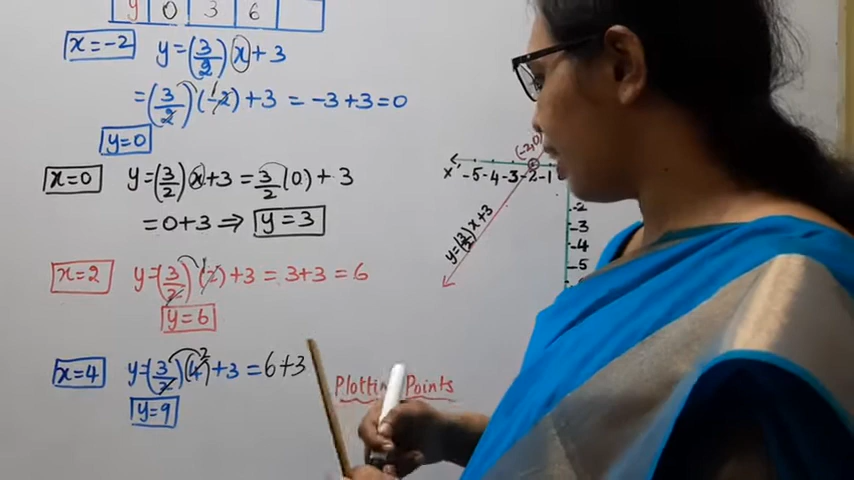 y 0 3 6
x=-2 y=(3/2)x+3
=(3/2)(-2)+3 = -3+3=0
y=0
x=0 y=(3/2)x+3=3/2(0)+3
=0+3 ⇒ y=3
x=2 y=(3/2)(2)+3 = 3+3=6
y=6
x=4 y=(3/2)(4)+3 =6+3
y=9
Plotting Points
(-2,0)
x' -5 -4 -3 -2 -1
-2
-3
-4
-5
y=(3/2)x+3